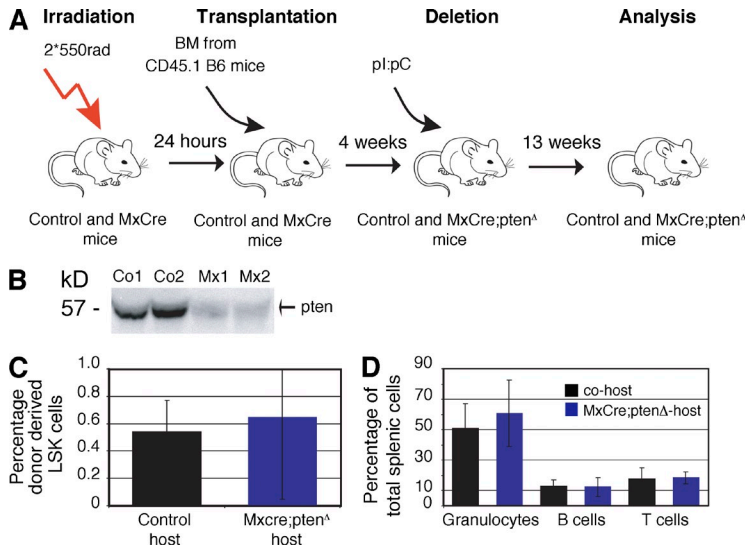 A Irradiation Transplantation Deletion Analysis
2*550rad
BM from
CD45.1 B6 mice
pI:pC
24 hours
4 weeks
13 weeks
Control and MxCre
mice
Control and MxCre
mice
Control and MxCre;ptenΔ
mice
Control and MxCre;ptenΔ
mice
B kD Co1 Co2 Mx1 Mx2
57 - pten
C
Percentage
donor derived
LSK cells
1.0
0.8
0.6
0.4
0.2
0
Control
host
Mxcre;ptenΔ
host
D
Percentage of
total splenic cells
90
70
50
30
10
0
co-host
MxCre;ptenΔ-host
Granulocytes B cells T cells